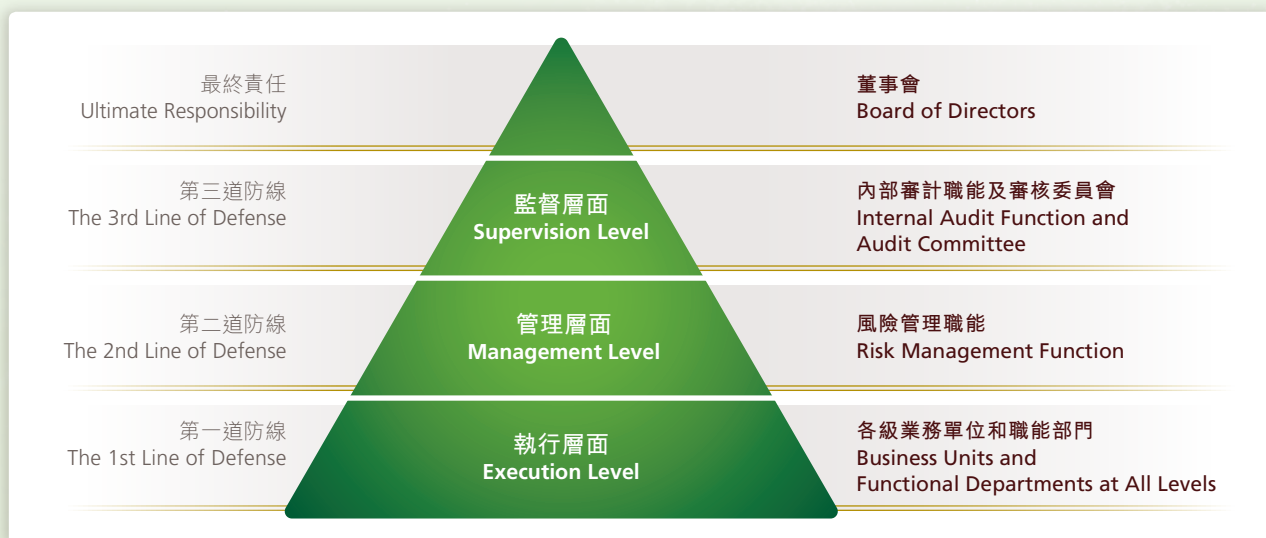 最終責任
Ultimate Responsibility
董事會
Board of Directors
第三道防線
The 3rd Line of Defense
監督層面
Supervision Level
內部審計職能及審核委員會
Internal Audit Function and
Audit Committee
第二道防線
The 2nd Line of Defense
管理層面
Management Level
風險管理職能
Risk Management Function
第一道防線
The 1st Line of Defense
執行層面
Execution Level
各級業務單位和職能部門
Business Units and
Functional Departments at All Levels